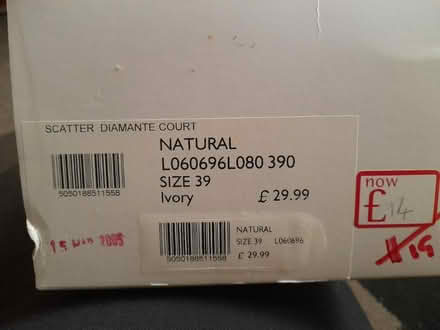 SCATTER DIAMANTE COURT
NATURAL
L060696L080 390
SIZE 39
Ivory £ 29.99
5050188511558
now
£14
£19
NATURAL
SIZE 39 L060696
£ 29.99
5050188511558
2005